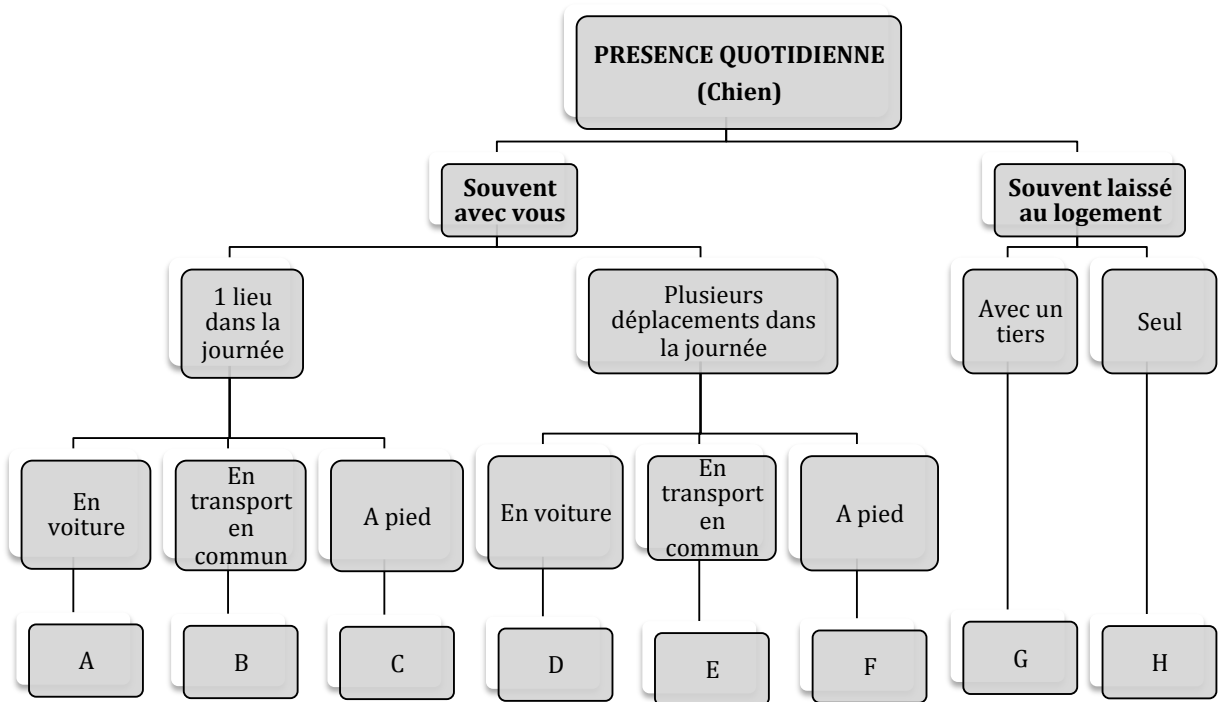 PRESENCE QUOTIDIENNE
(Chien)
Souvent
avec vous
Souvent laissé
au logement
1 lieu
dans la
journée
Plusieurs
déplacements dans
la journée
Avec un
tiers
Seul
En
voiture
En
transport
en
commun
A pied
En voiture
En
transport
en
commun
A pied
A
B
C
D
E
F
G
H